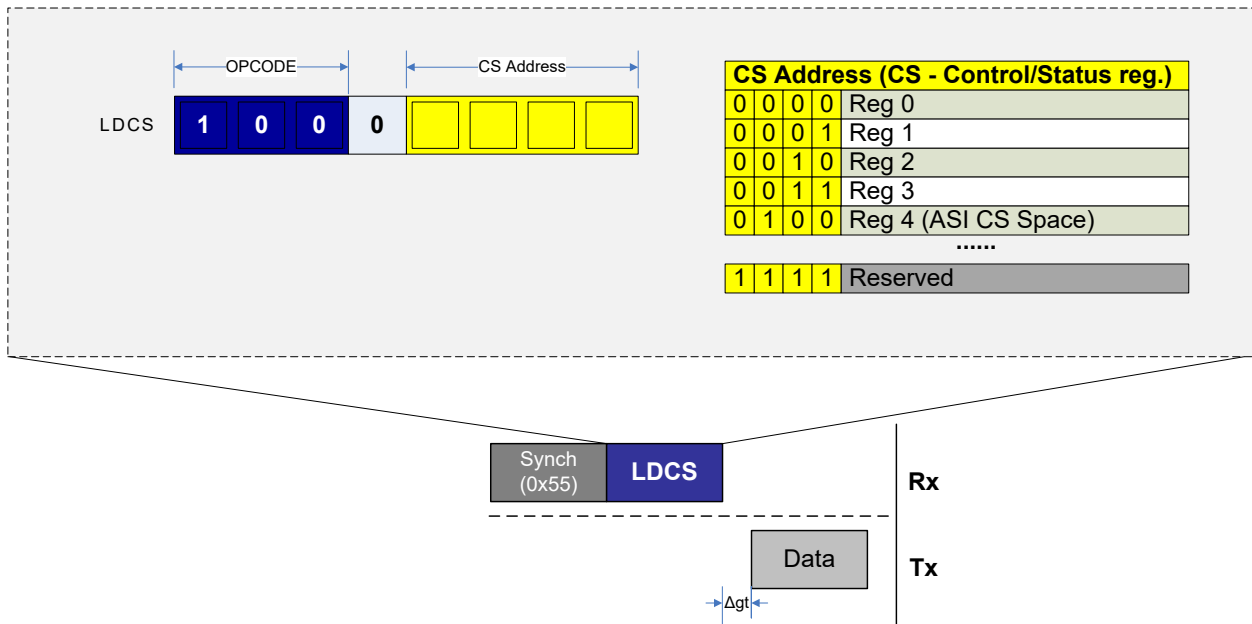 OPCODE
CS Address
LDCS
1 0 0 0
CS Address (CS - Control/Status reg.)
0 0 0 0 Reg 0
0 0 0 1 Reg 1
0 0 1 0 Reg 2
0 0 1 1 Reg 3
0 1 0 0 Reg 4 (ASI CS Space)
......
1 1 1 1 Reserved
Synch
(0x55)
LDCS
Rx
Data
Tx
Δgt